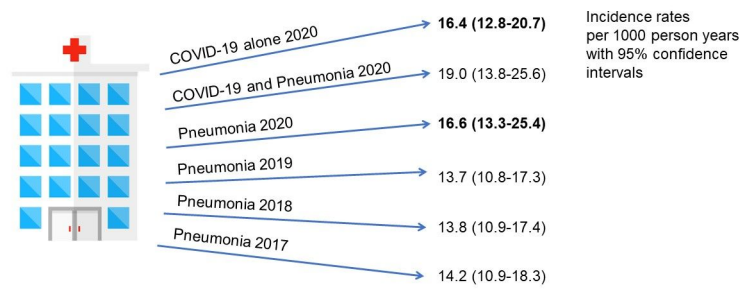 COVID-19 alone 2020
16.4 (12.8-20.7)
COVID-19 and Pneumonia 2020
19.0 (13.8-25.6)
Pneumonia 2020
16.6 (13.3-25.4)
Pneumonia 2019
13.7 (10.8-17.3)
Pneumonia 2018
13.8 (10.9-17.4)
Pneumonia 2017
14.2 (10.9-18.3)
Incidence rates
per 1000 person years
with 95% confidence
intervals